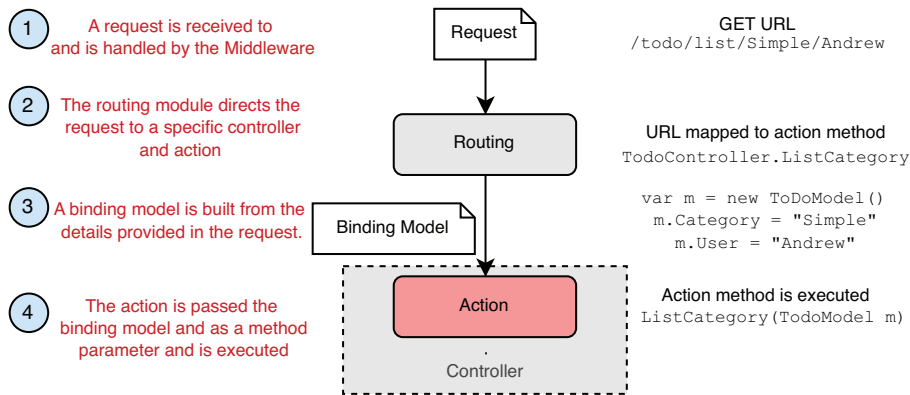 1
A request is received to
and is handled by the Middleware
Request
GET URL
/todo/list/Simple/Andrew
2
The routing module directs the
request to a specific controller
and action
Routing
URL mapped to action method
TodoController.ListCategory
3
A binding model is built from the
details provided in the request.
Binding Model
var m = new ToDoModel()
m.Category = "Simple"
m.User = "Andrew"
4
The action is passed the
binding model and as a method
parameter and is executed
Action
.
Controller
Action method is executed
ListCategory(TodoModel m)